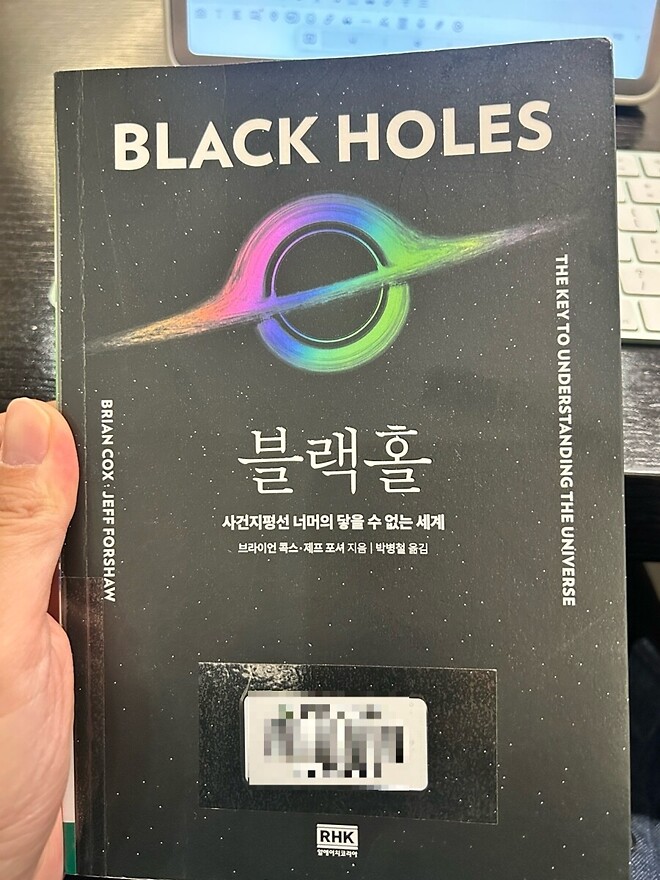 BLACK HOLES
THE KEY TO UNDERSTANDING THE UNIVERSE
BRIAN COX · JEFF FORSHAW
블랙홀
사건지평선 너머의 닿을 수 없는 세계
브라이언 콕스·제프 포셔 지음 | 박병철 옮김
RHK
알에이치코리아